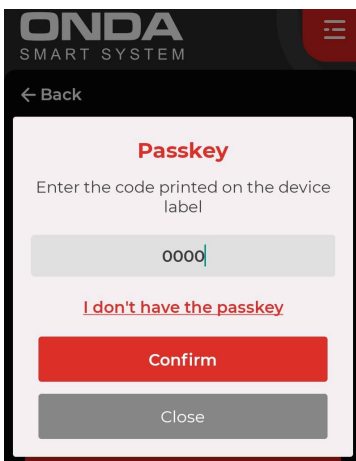 ONDA
SMART SYSTEM
← Back
Passkey
Enter the code printed on the device
label
0000
I don't have the passkey
Confirm
Close